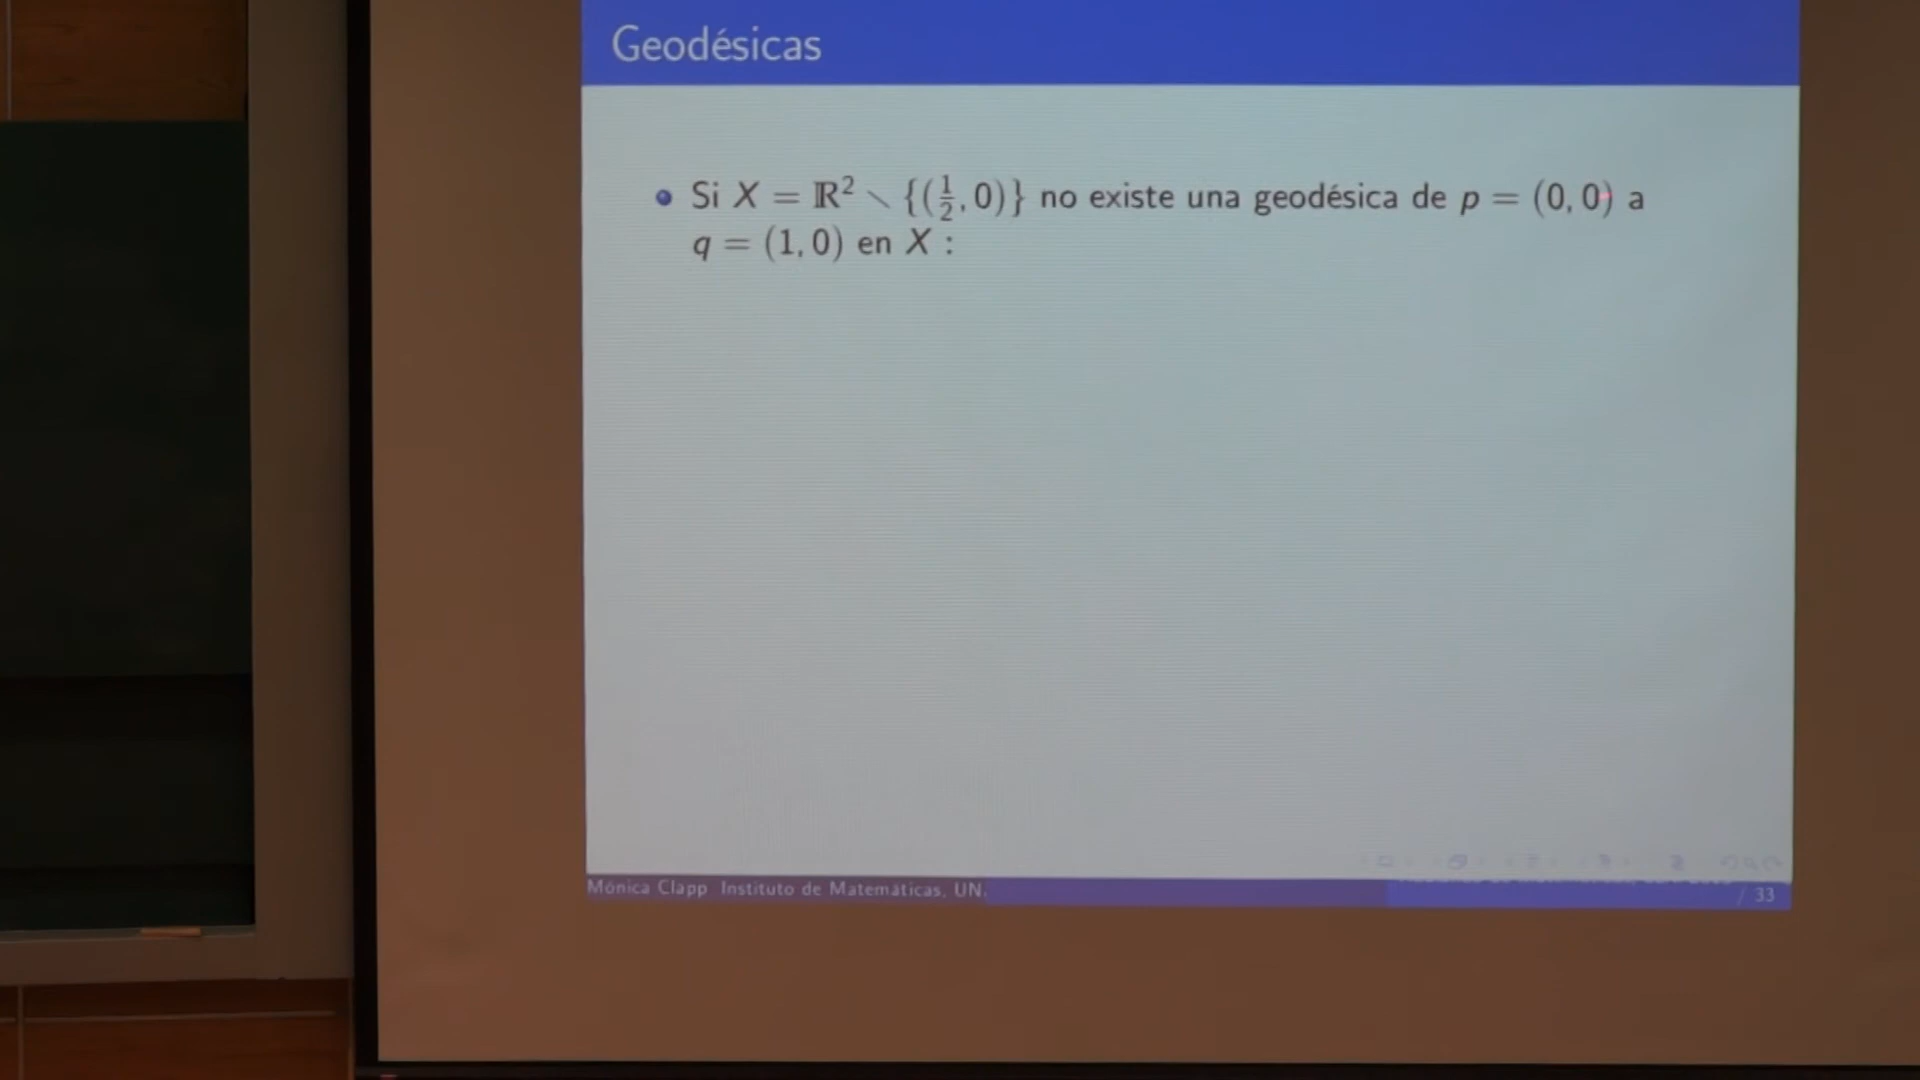 Geodésicas
Si X = ℝ² ∖ {(½, 0)} no existe una geodésica de p = (0, 0) a
q = (1, 0) en X :
Mónica Clapp Instituto de Matemáticas, UN
/ 33